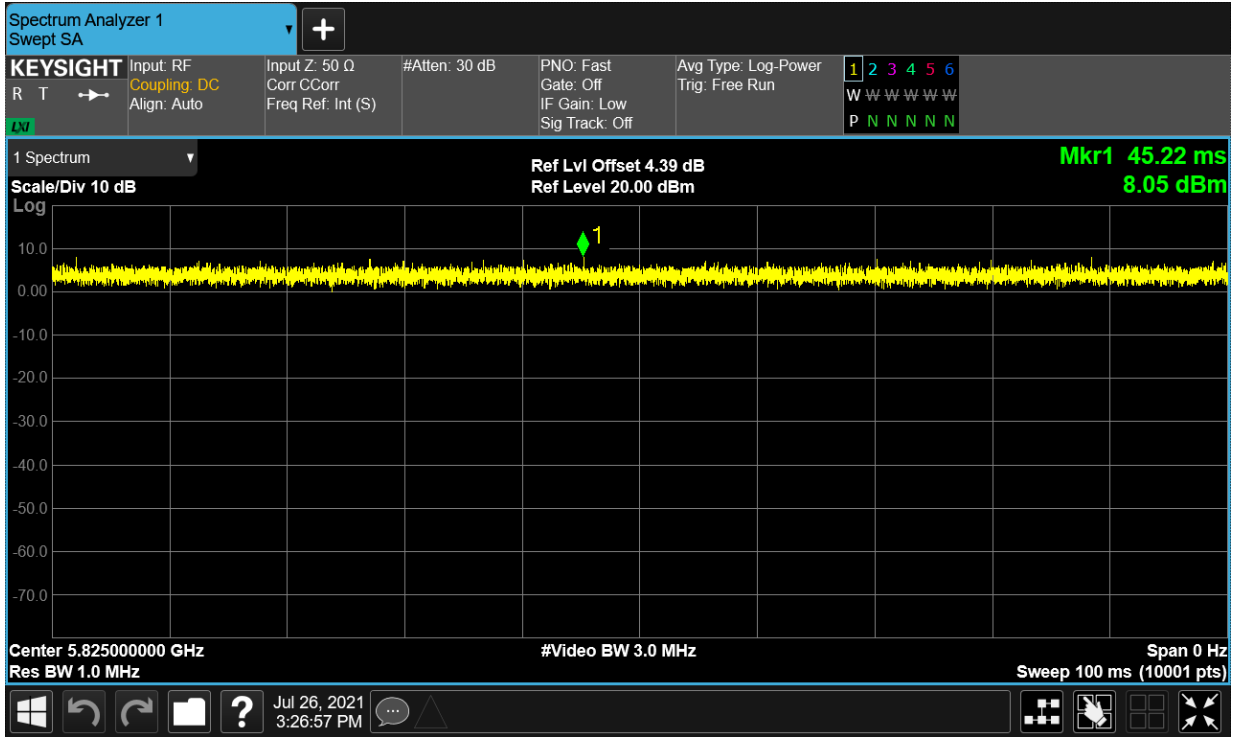 Spectrum Analyzer 1
Swept SA
KEYSIGHT
R T
LXI
Input: RF
Coupling: DC
Align: Auto
Input Z: 50 Ω
Corr CCorr
Freq Ref: Int (S)
#Atten: 30 dB
PNO: Fast
Gate: Off
IF Gain: Low
Sig Track: Off
Avg Type: Log-Power
Trig: Free Run
1 2 3 4 5 6
W W W W W W
P N N N N N
1 Spectrum
Scale/Div 10 dB
Log
Ref Lvl Offset 4.39 dB
Ref Level 20.00 dBm
Mkr1 45.22 ms
8.05 dBm
1
10.0
0.00
-10.0
-20.0
-30.0
-40.0
-50.0
-60.0
-70.0
Center 5.825000000 GHz
Res BW 1.0 MHz
#Video BW 3.0 MHz
Span 0 Hz
Sweep 100 ms (10001 pts)
?
Jul 26, 2021
3:26:57 PM